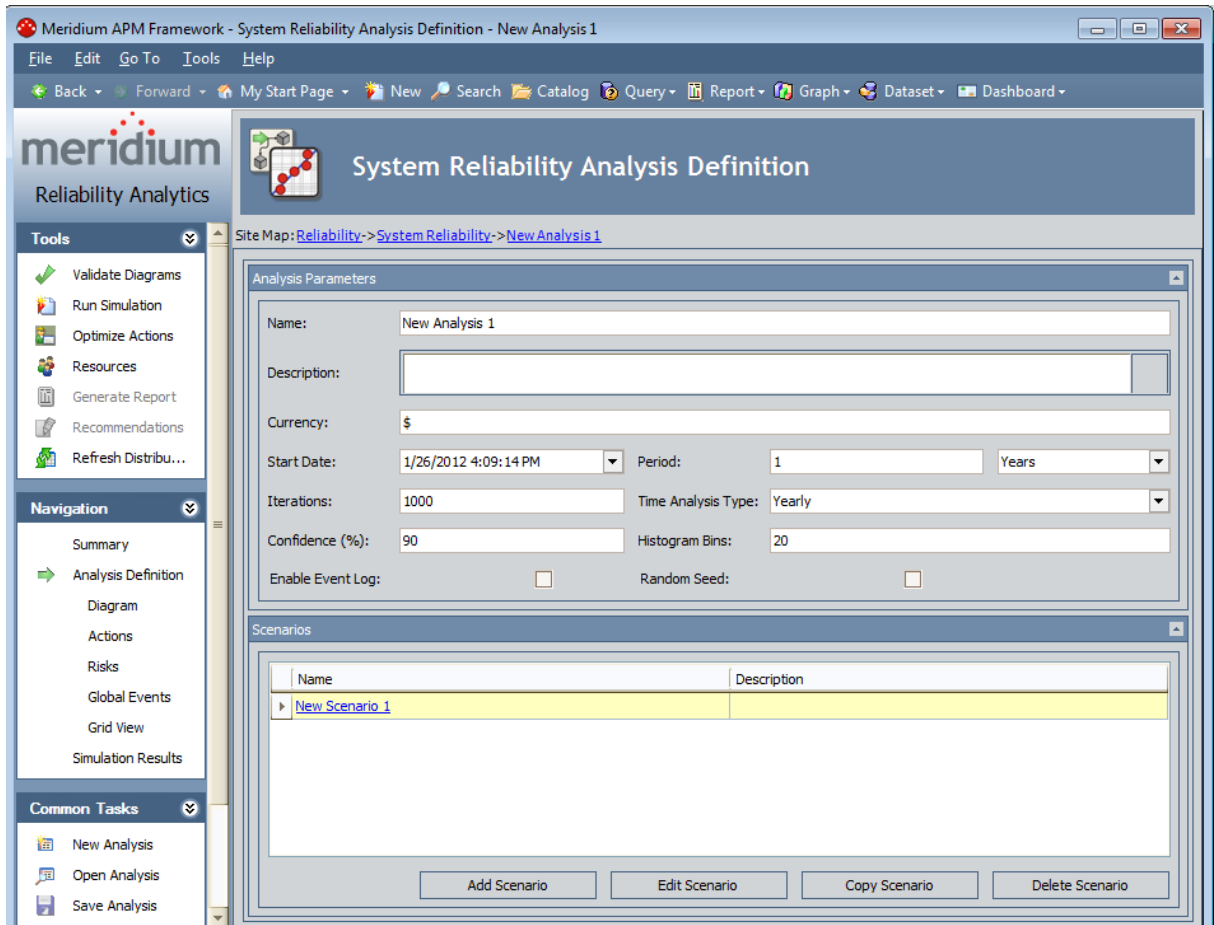 Meridium APM Framework - System Reliability Analysis Definition - New Analysis 1
File Edit Go To Tools Help
Back Forward My Start Page New Search Catalog Query Report Graph Dataset Dashboard
meridium
Reliability Analytics
System Reliability Analysis Definition
Site Map: Reliability->System Reliability->New Analysis 1
Tools
Validate Diagrams
Run Simulation
Optimize Actions
Resources
Generate Report
Recommendations
Refresh Distribu...
Navigation
Summary
Analysis Definition
Diagram
Actions
Risks
Global Events
Grid View
Simulation Results
Common Tasks
New Analysis
Open Analysis
Save Analysis
Analysis Parameters
Name: New Analysis 1
Description:
Currency: $
Start Date: 1/26/2012 4:09:14 PM Period: 1 Years
Iterations: 1000 Time Analysis Type: Yearly
Confidence (%): 90 Histogram Bins: 20
Enable Event Log: Random Seed:
Scenarios
Name Description
New Scenario 1
Add Scenario Edit Scenario Copy Scenario Delete Scenario